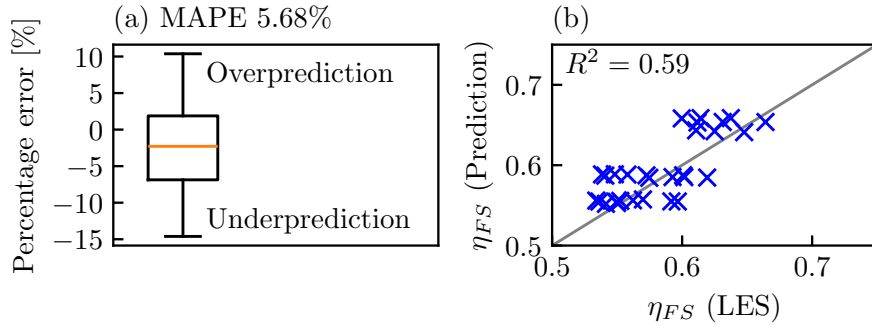 (a) MAPE 5.68%
Percentage error [%]
10
5
0
−5
−10
−15
Overprediction
Underprediction
(b)
R² = 0.59
η_FS (Prediction)
0.7
0.6
0.5
0.5 0.6 0.7
η_FS (LES)